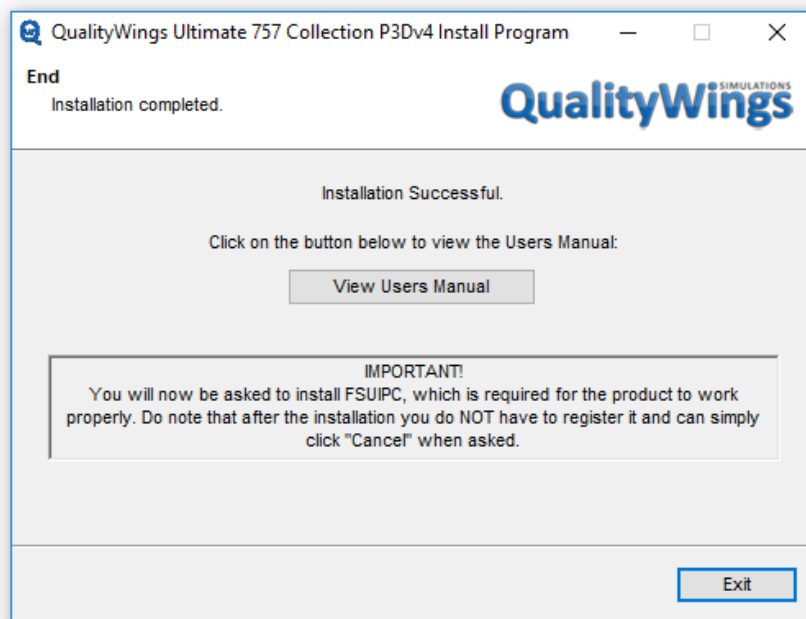 QualityWings Ultimate 757 Collection P3Dv4 Install Program
End
Installation completed.
SIMULATIONS
QualityWings
Installation Successful.
Click on the button below to view the Users Manual:
View Users Manual
IMPORTANT!
You will now be asked to install FSUIPC, which is required for the product to work
properly. Do note that after the installation you do NOT have to register it and can simply
click "Cancel" when asked.
Exit